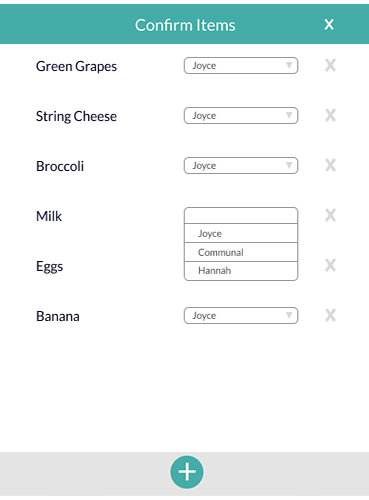 Confirm Items x
Green Grapes Joyce x
String Cheese Joyce x
Broccoli Joyce x
Milk x
Joyce
Communal
Eggs x
Hannah
Banana Joyce x
+